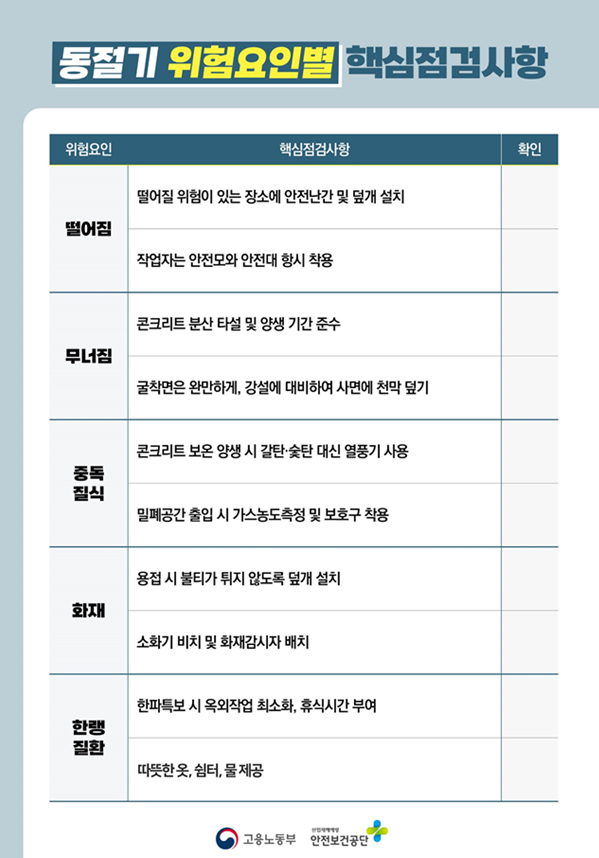 동절기 위험요인별 핵심점검사항
위험요인 핵심점검사항 확인
떨어짐
떨어질 위험이 있는 장소에 안전난간 및 덮개 설치
작업자는 안전모와 안전대 항시 착용
무너짐
콘크리트 분산 타설 및 양생 기간 준수
굴착면은 완만하게, 강설에 대비하여 사면에 천막 덮기
중독
질식
콘크리트 보온 양생 시 갈탄·숯탄 대신 열풍기 사용
밀폐공간 출입 시 가스농도측정 및 보호구 착용
화재
용접 시 불티가 튀지 않도록 덮개 설치
소화기 비치 및 화재감시자 배치
한랭
질환
한파특보 시 옥외작업 최소화, 휴식시간 부여
따뜻한 옷, 쉼터, 물 제공
고용노동부
산업재해예방
안전보건공단